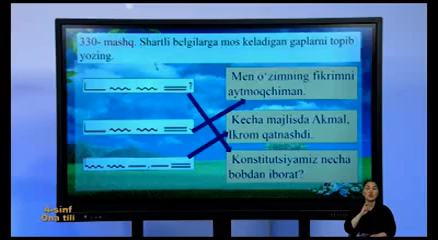 330- mashq. Shartli belgilarga mos keladigan gaplarni topib
yozing.
?
Men o‘zimning fikrimni
aytmoqchiman.
Kecha majlisda Akmal,
Ikrom qatnashdi.
Konstitutsiyamiz necha
bobdan iborat?
4-sinf
Ona tili